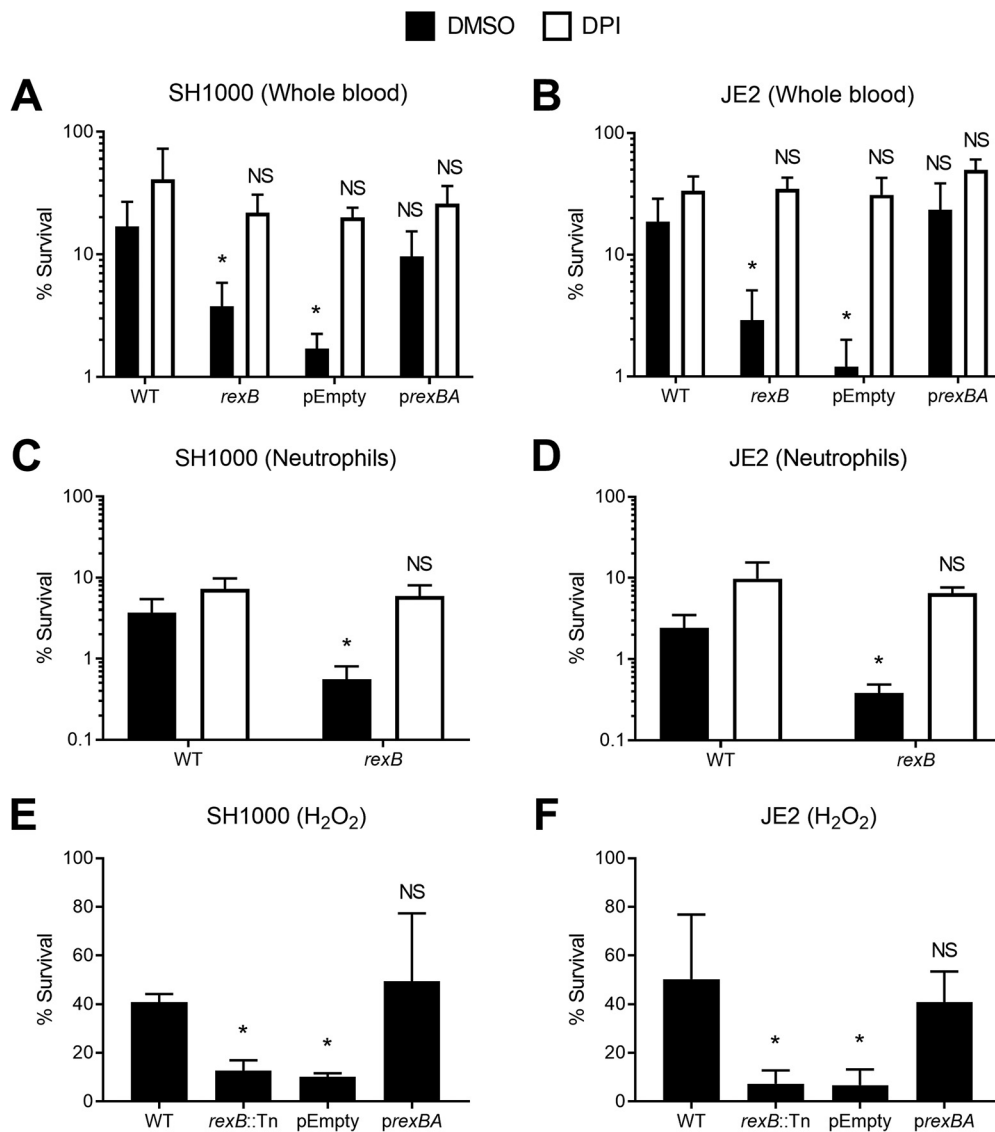 DMSO DPI
A SH1000 (Whole blood)
% Survival
100
10
1
* * NS NS NS NS
WT rexB pEmpty prexBA
B JE2 (Whole blood)
% Survival
100
10
1
* NS * NS NS NS
WT rexB pEmpty prexBA
C SH1000 (Neutrophils)
% Survival
100
10
1
0.1
* NS
WT rexB
D JE2 (Neutrophils)
% Survival
100
10
1
0.1
* NS
WT rexB
E SH1000 (H₂O₂)
% Survival
100
80
60
40
20
0
* * NS
WT rexB::Tn pEmpty prexBA
F JE2 (H₂O₂)
% Survival
100
80
60
40
20
0
* * NS
WT rexB::Tn pEmpty prexBA